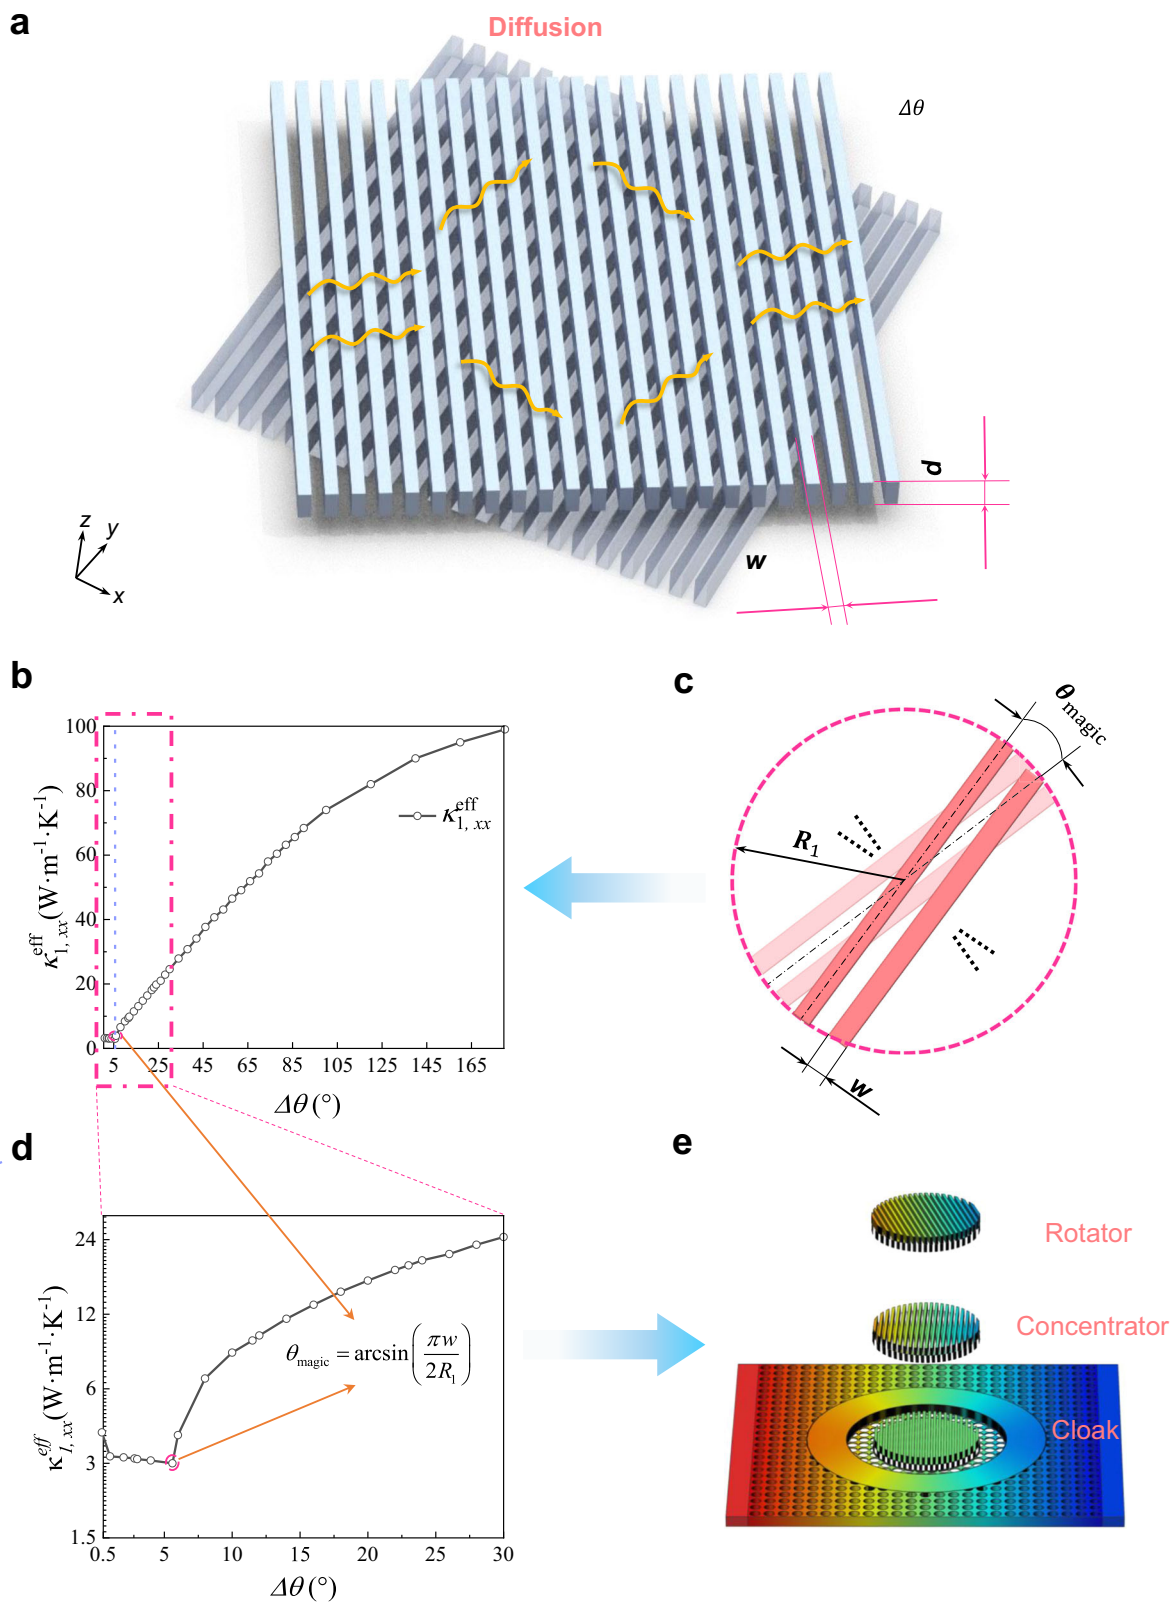 a
Diffusion
Δθ
d
w
z
y
x
b
100
80
60
40
20
0
κ^eff_1, xx (W·m⁻¹·K⁻¹)
κ^eff_1, xx
5 25 45 65 85 105 125 145 165
Δθ (°)
c
θ_magic
R₁
w
d
24
12
6
3
1.5
κ^eff_1, xx (W·m⁻¹·K⁻¹)
θ_magic = arcsin(πw / 2R₁)
0.5 5 10 15 20 25 30
Δθ (°)
e
Rotator
Concentrator
Cloak